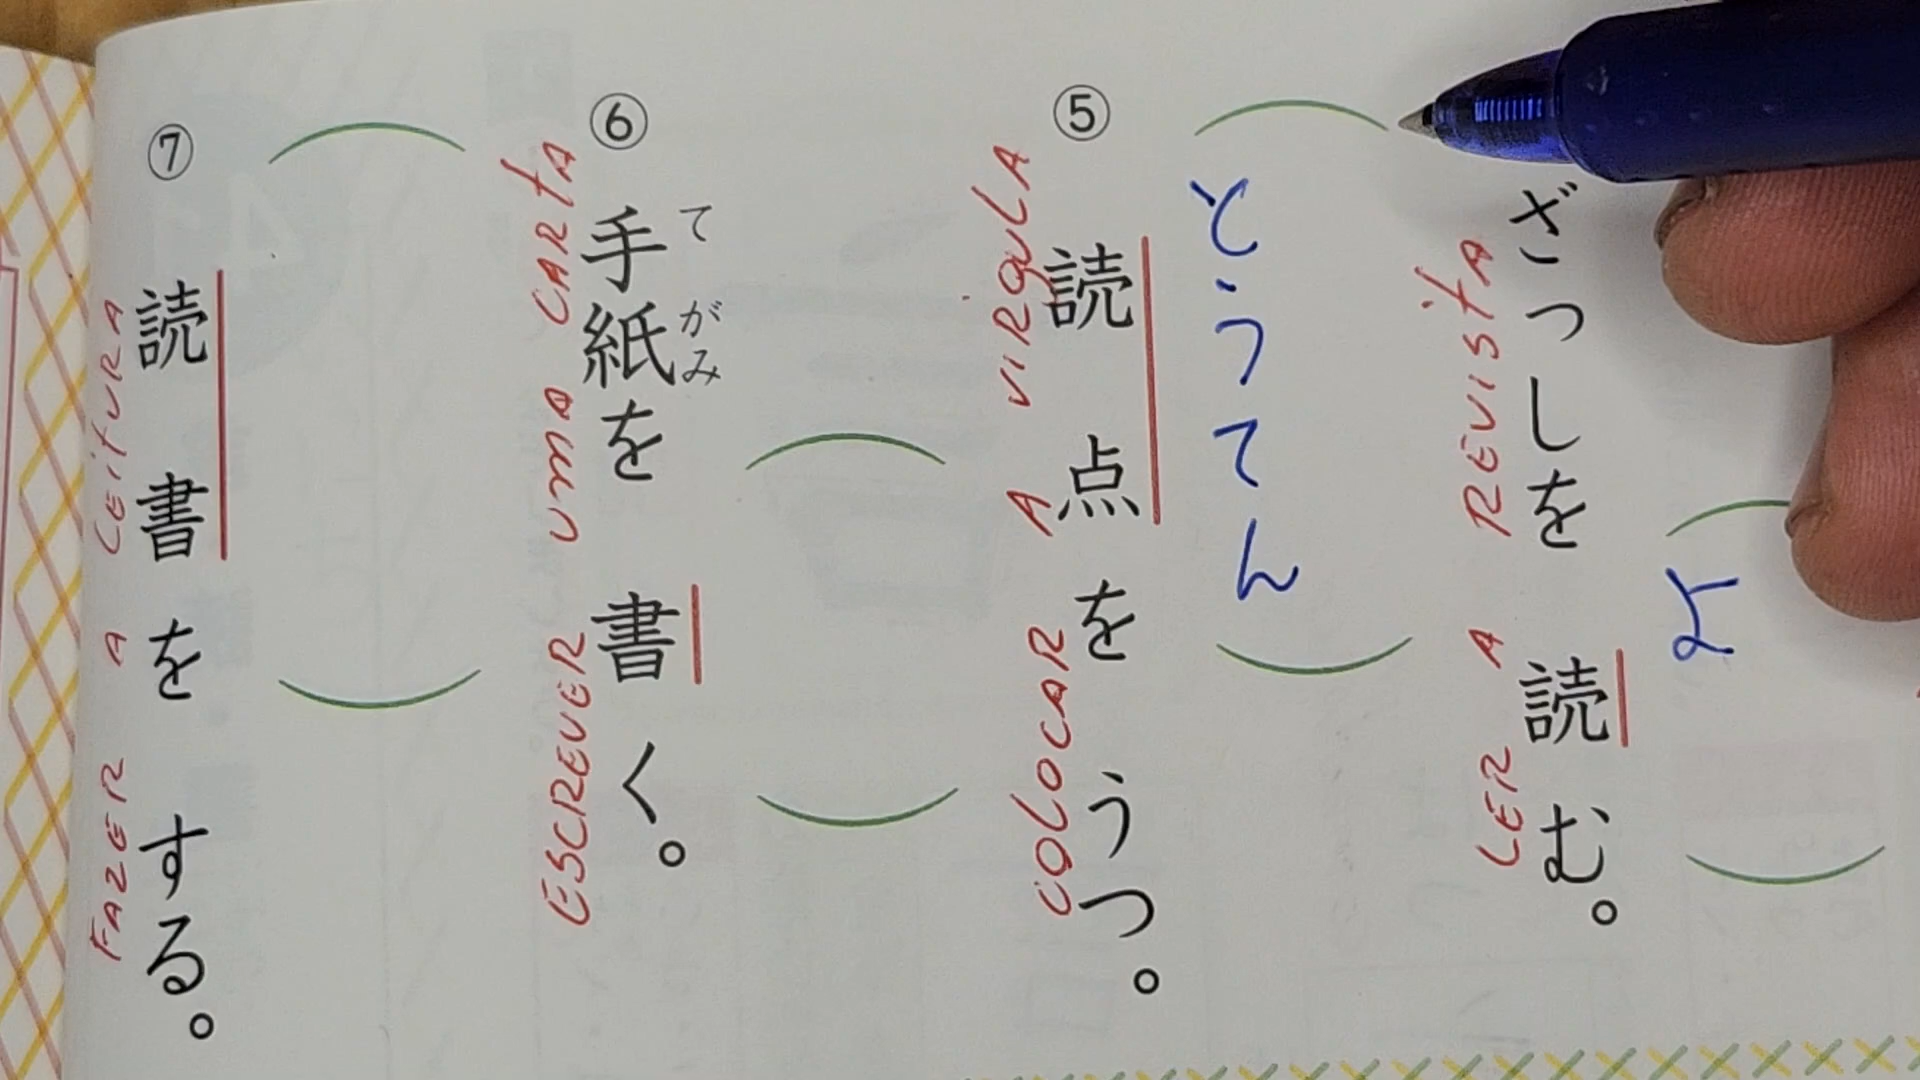 ざっしを読む。
よ
REVISTA
LER A
⑤ 読点をうつ。
とうてん
COLOCAR A VIRGULA
⑥ 手紙を書く。
てがみ
ESCREVER UMA CARTA
⑦ 読書をする。
FAZER A LEITURA